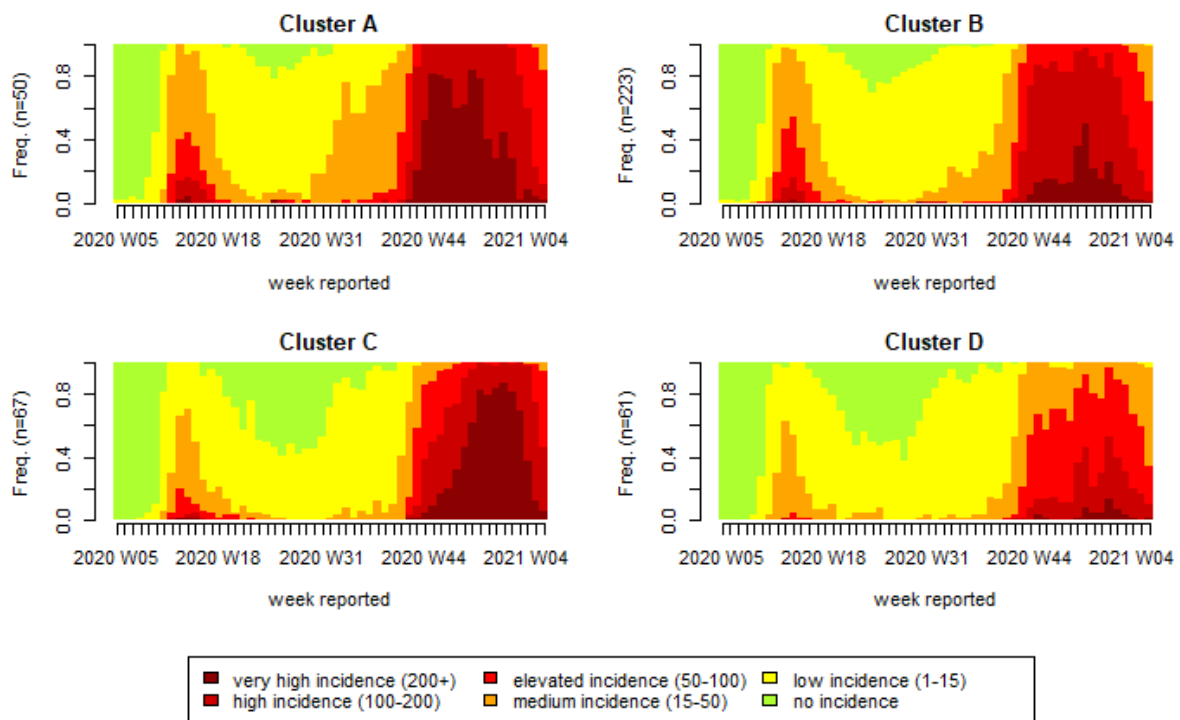 Cluster A
Freq. (n=50)
0.0 0.4 0.8
2020 W05 2020 W18 2020 W31 2020 W44 2021 W04
week reported
Cluster B
Freq. (n=223)
0.0 0.4 0.8
2020 W05 2020 W18 2020 W31 2020 W44 2021 W04
week reported
Cluster C
Freq. (n=67)
0.0 0.4 0.8
2020 W05 2020 W18 2020 W31 2020 W44 2021 W04
week reported
Cluster D
Freq. (n=61)
0.0 0.4 0.8
2020 W05 2020 W18 2020 W31 2020 W44 2021 W04
week reported
very high incidence (200+) elevated incidence (50-100) low incidence (1-15)
high incidence (100-200) medium incidence (15-50) no incidence